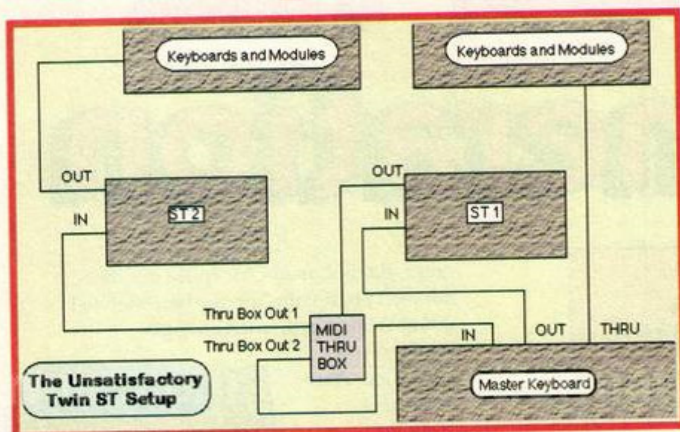 Keyboards and Modules
Keyboards and Modules
OUT
IN
ST 2
OUT
IN
ST 1
Thru Box Out 1
Thru Box Out 2
MIDI
THRU
BOX
IN
OUT
THRU
Master Keyboard
The Unsatisfactory
Twin ST Setup